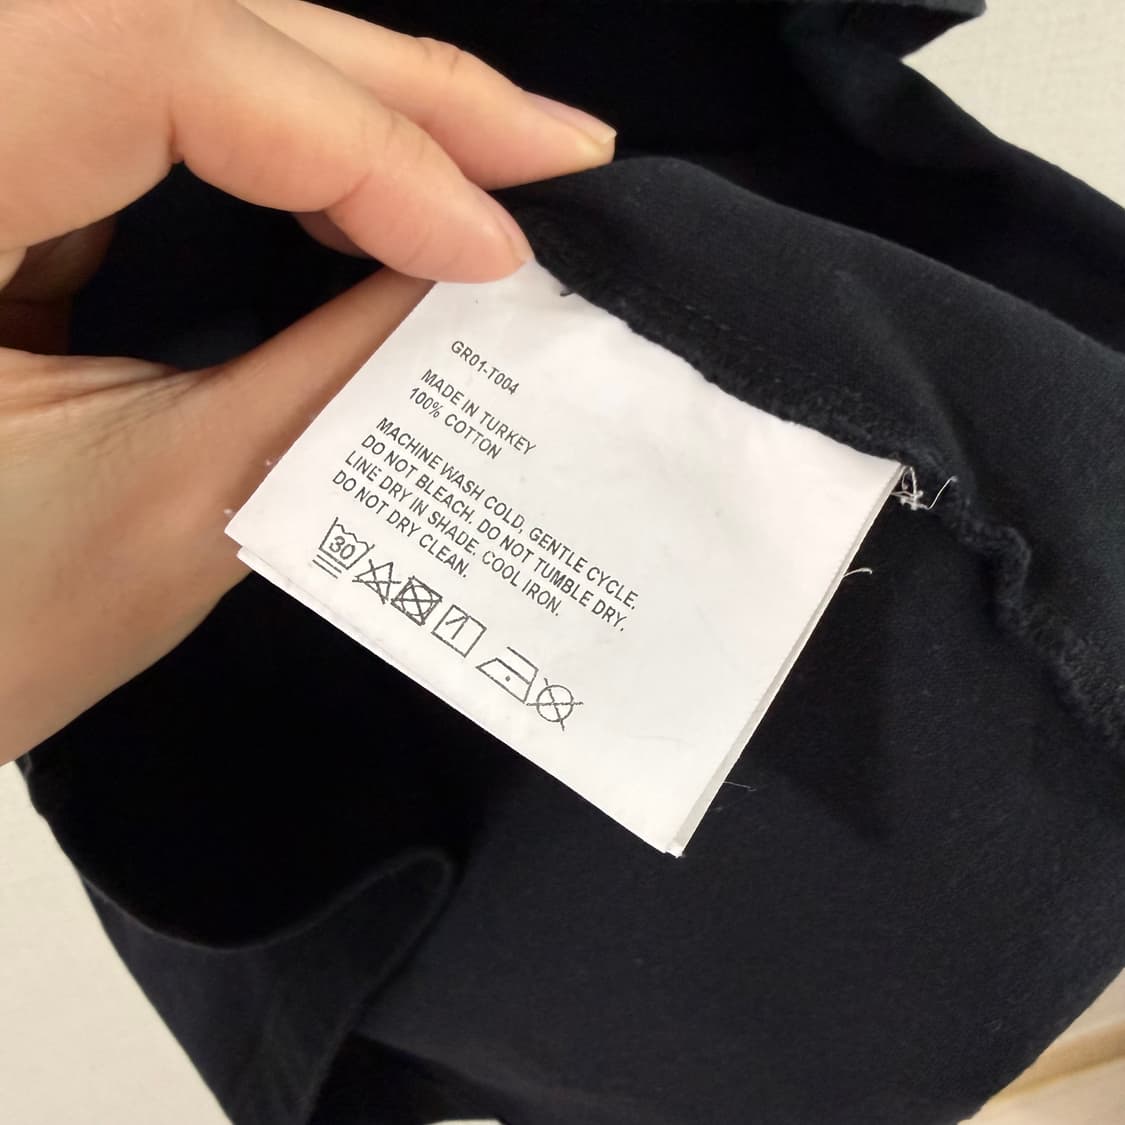 GR01-T004
MADE IN TURKEY
100% COTTON
MACHINE WASH COLD, GENTLE CYCLE.
DO NOT BLEACH. DO NOT TUMBLE DRY.
LINE DRY IN SHADE. COOL IRON.
DO NOT DRY CLEAN.
30